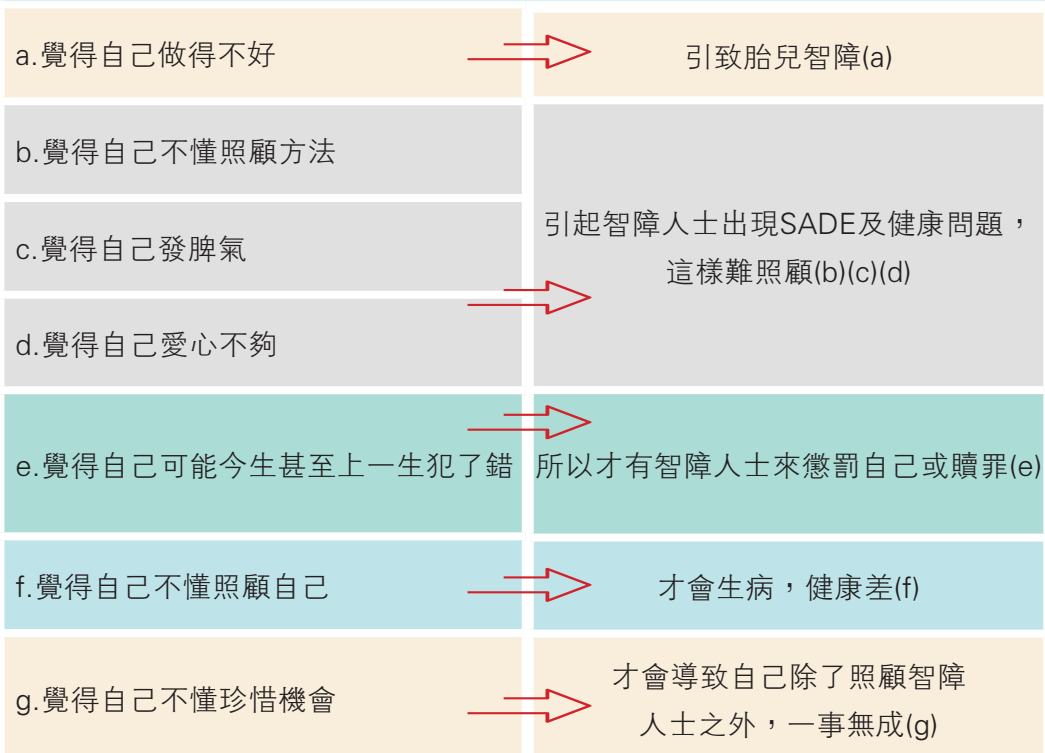 a.覺得自己做得不好
引致胎兒智障(a)
b.覺得自己不懂照顧方法
c.覺得自己發脾氣
d.覺得自己愛心不夠
引起智障人士出現SADE及健康問題，
這樣難照顧(b)(c)(d)
e.覺得自己可能今生甚至上一生犯了錯
所以才有智障人士來懲罰自己或贖罪(e)
f.覺得自己不懂照顧自己
才會生病，健康差(f)
g.覺得自己不懂珍惜機會
才會導致自己除了照顧智障
人士之外，一事無成(g)